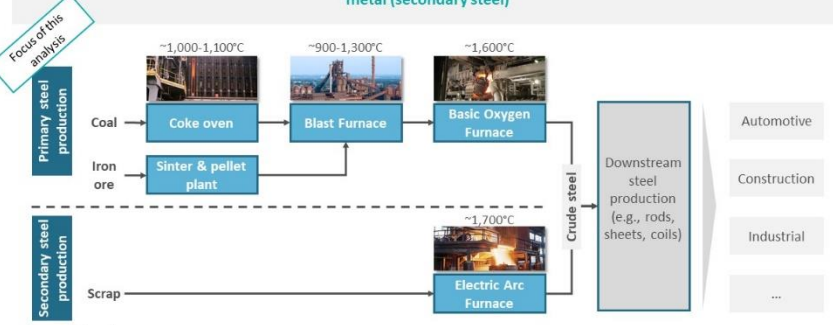 metal (secondary steel)
Focus of this
analysis
Primary steel
production
~1,000-1,100°C
~900-1,300°C
~1,600°C
Coal
Coke oven
Blast Furnace
Basic Oxygen
Furnace
Iron
ore
Sinter & pellet
plant
Crude steel
Downstream
steel
production
(e.g., rods,
sheets, coils)
Automotive
Construction
Industrial
...
Secondary steel
production
~1,700°C
Scrap
Electric Arc
Furnace